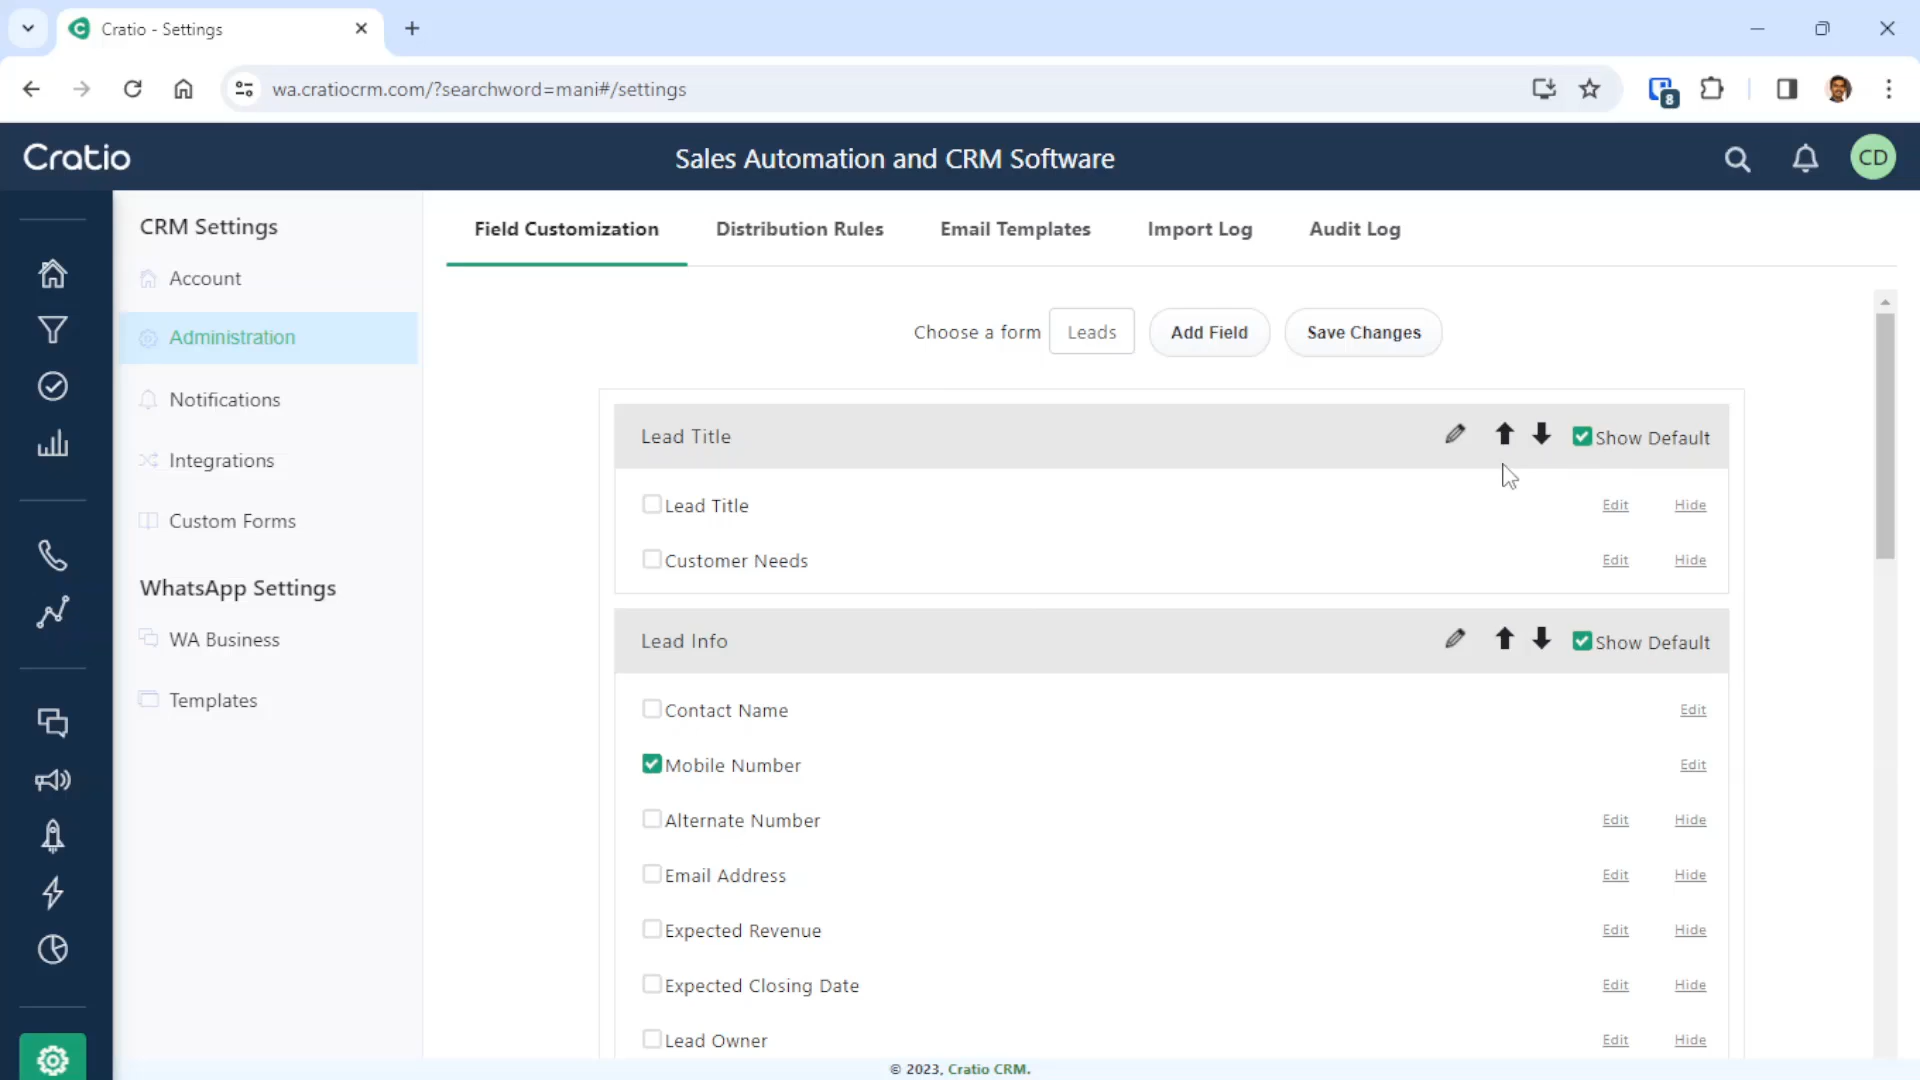 Cratio - Settings
wa.cratiocrm.com/?searchword=mani#/settings
8
Cratio
Sales Automation and CRM Software
CD
CRM Settings
Account
Administration
Notifications
Integrations
Custom Forms
WhatsApp Settings
WA Business
Templates
Field Customization Distribution Rules Email Templates Import Log Audit Log
Choose a form Leads Add Field Save Changes
Lead Title Show Default
Lead Title Edit Hide
Customer Needs Edit Hide
Lead Info Show Default
Contact Name Edit
Mobile Number Edit
Alternate Number Edit Hide
Email Address Edit Hide
Expected Revenue Edit Hide
Expected Closing Date Edit Hide
Lead Owner Edit Hide
© 2023, Cratio CRM.